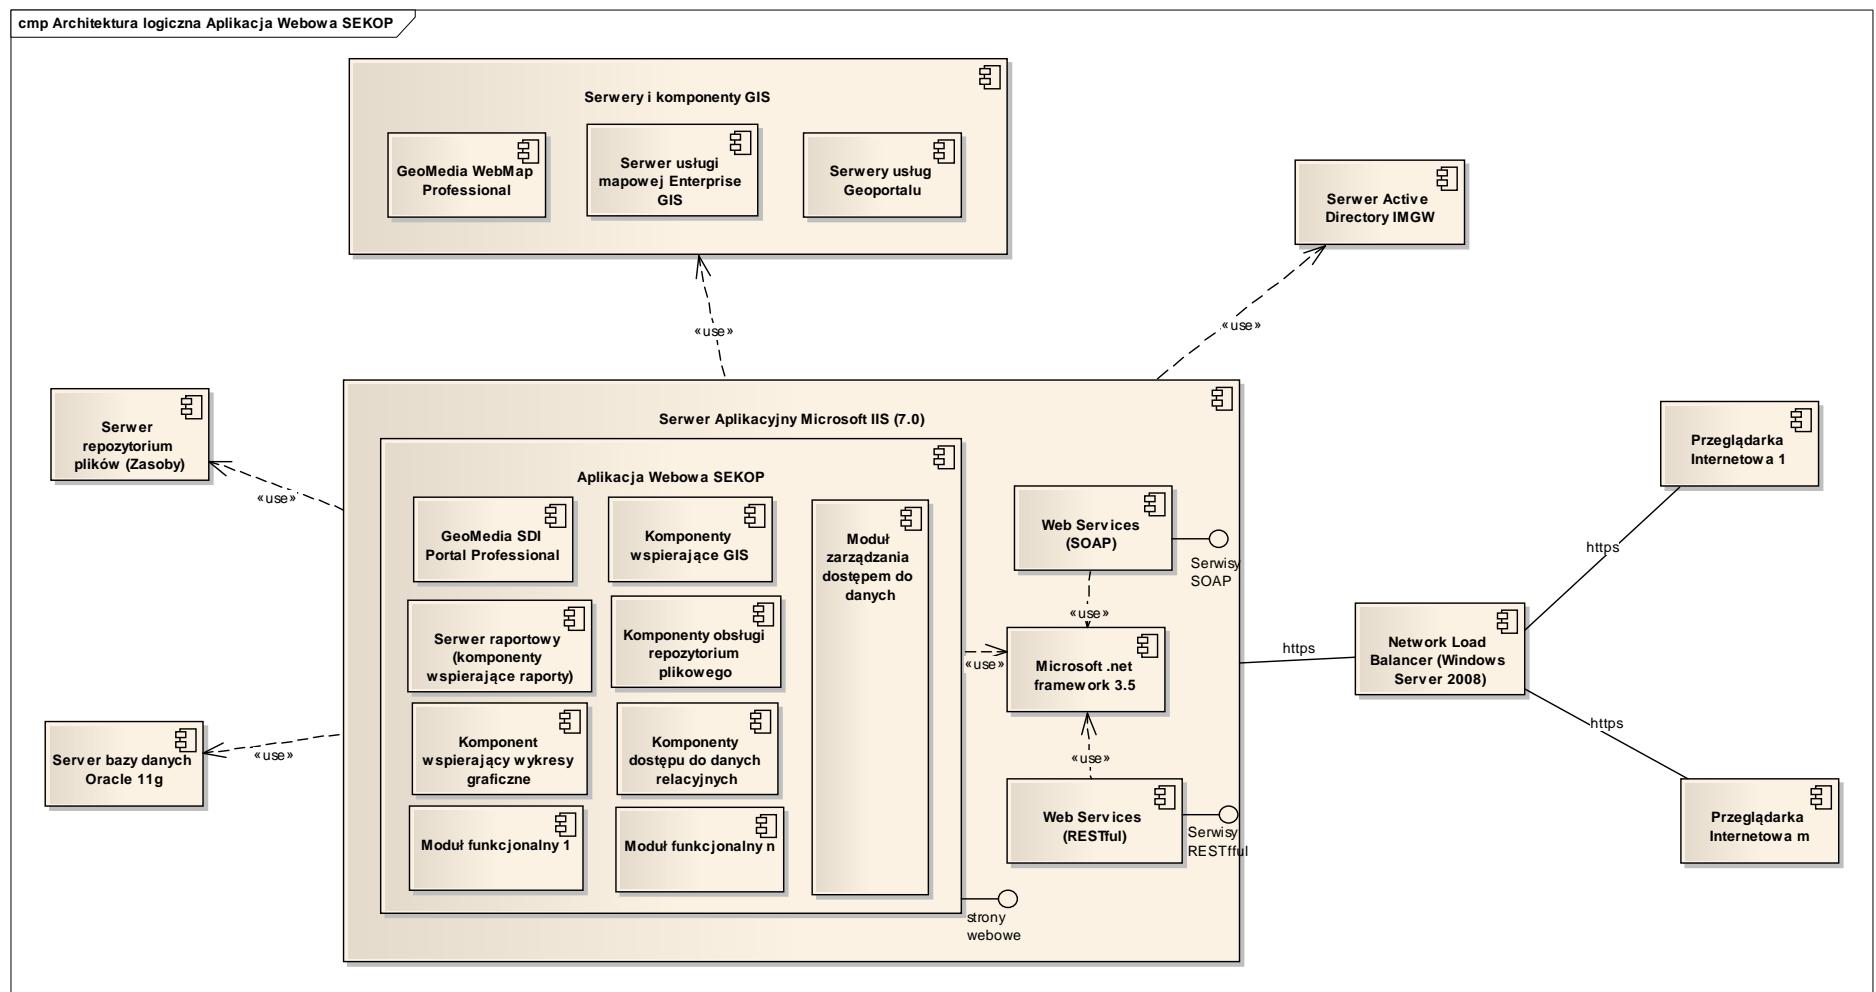 cmp Architektura logiczna Aplikacja Webowa SEKOP
Serwery i komponenty GIS
GeoMedia WebMap
Professional
Serwer usługi
mapowej Enterprise
GIS
Serwery usług
Geoportalu
Serwer Active
Directory IMGW
«use»
«use»
Serwer
repozytorium
plików (Zasoby)
«use»
Server bazy danych
Oracle 11g
«use»
Serwer Aplikacyjny Microsoft IIS (7.0)
Aplikacja Webowa SEKOP
GeoMedia SDI
Portal Professional
Komponenty
wspierające GIS
Moduł
zarządzania
dostępem do
danych
Serwer raportowy
(komponenty
wspierające raporty)
Komponenty obsługi
repozytorium
plikowego
Komponent
wspierający wykresy
graficzne
Komponenty
dostępu do danych
relacyjnych
Moduł funkcjonalny 1
Moduł funkcjonalny n
strony
webowe
Web Services
(SOAP)
Serwisy
SOAP
«use»
«use»
Microsoft .net
framework 3.5
«use»
Web Services
(RESTful)
Serwisy
RESTfful
https
Network Load
Balancer (Windows
Server 2008)
https
https
Przeglądarka
Internetowa 1
Przeglądarka
Internetowa m